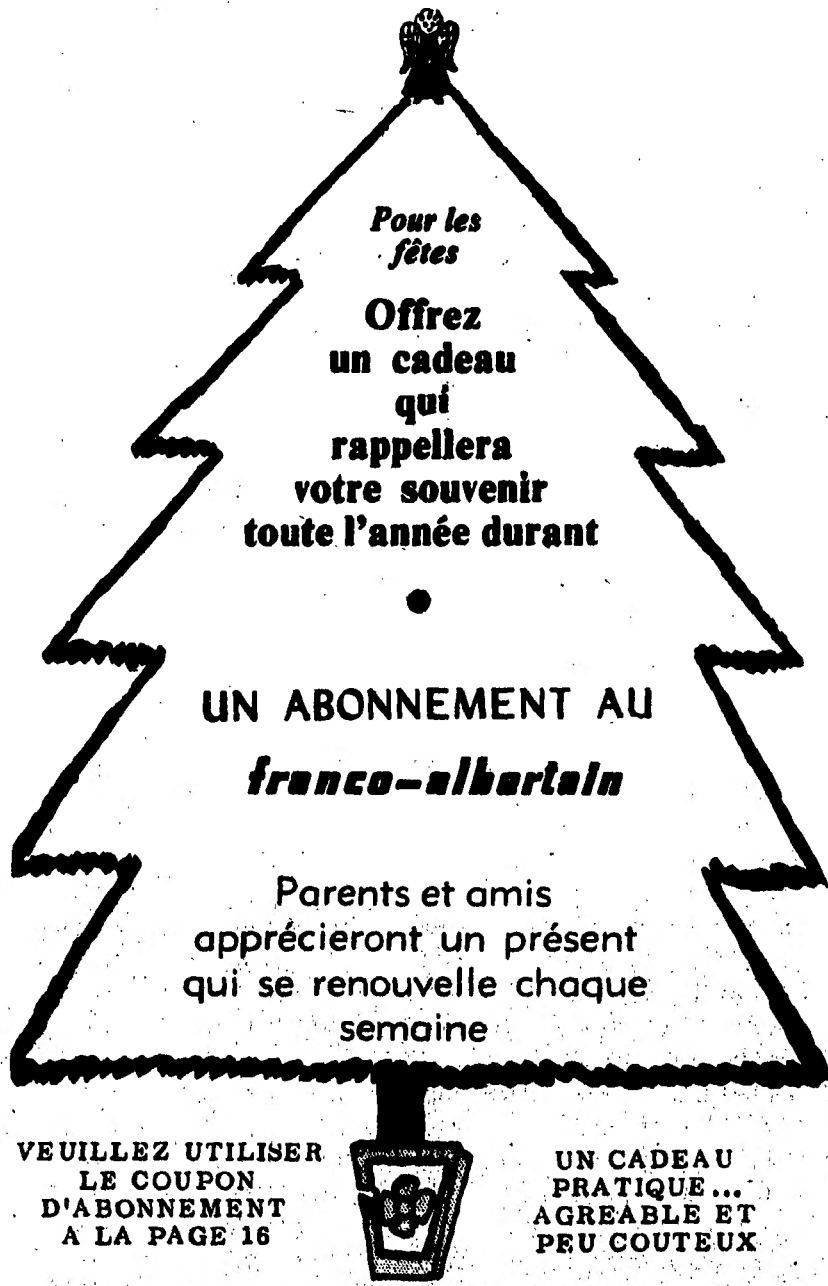 Pour les
fêtes
Offrez
un cadeau
qui
rappellera
votre souvenir
toute l'année durant
UN ABONNEMENT AU
franco-albertain
Parents et amis
apprécieront un présent
qui se renouvelle chaque
semaine
VEUILLEZ UTILISER
LE COUPON
D'ABONNEMENT
A LA PAGE 16
UN CADEAU
PRATIQUE...
AGREABLE ET
PEU COUTEUX